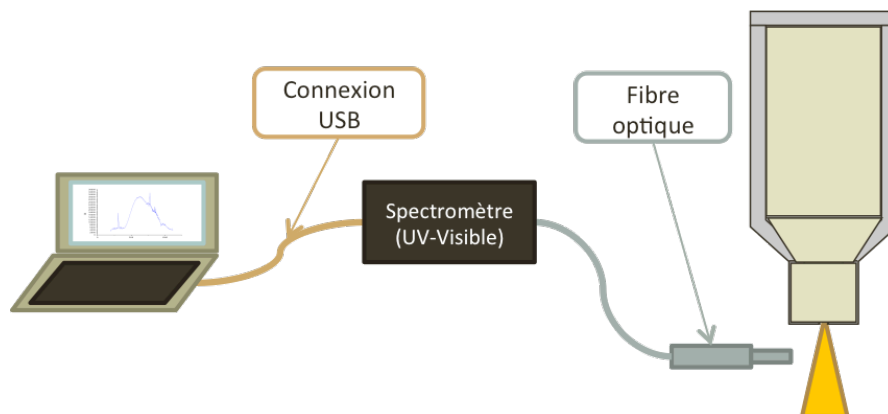 Connexion
USB
Fibre
optique
Spectromètre
(UV-Visible)